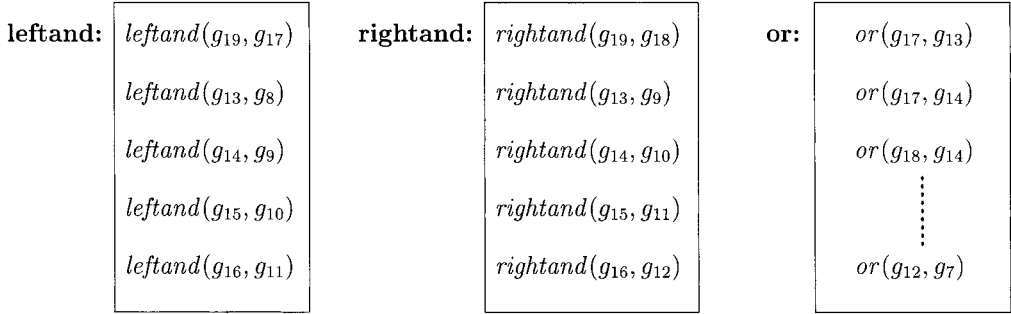 leftand: leftand(g₁₉, g₁₇) rightand: rightand(g₁₉, g₁₈) or: or(g₁₇, g₁₃)
leftand(g₁₃, g₈) rightand(g₁₃, g₉) or(g₁₇, g₁₄)
leftand(g₁₄, g₉) rightand(g₁₄, g₁₀) or(g₁₈, g₁₄)
leftand(g₁₅, g₁₀) rightand(g₁₅, g₁₁)
leftand(g₁₆, g₁₁) rightand(g₁₆, g₁₂) or(g₁₂, g₇)